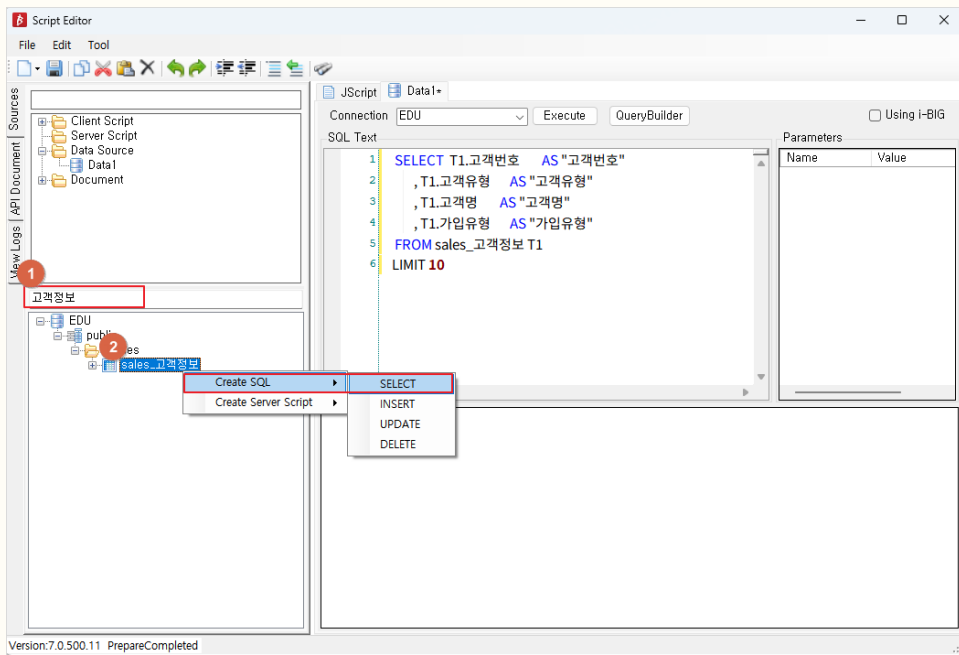 Script Editor
File Edit Tool
Sources
API Document
View Logs
Client Script
Server Script
Data Source
Data1
Document
1
고객정보
EDU
2
sales_고객정보
Create SQL
Create Server Script
SELECT
INSERT
UPDATE
DELETE
JScript Data1*
Connection EDU Execute QueryBuilder Using i-BIG
SQL Text
1 SELECT T1.고객번호 AS "고객번호"
2 , T1.고객유형 AS "고객유형"
3 , T1.고객명 AS "고객명"
4 , T1.가입유형 AS "가입유형"
5 FROM sales_고객정보 T1
6 LIMIT 10
Parameters
Name Value
Version:7.0.500.11 PrepareCompleted